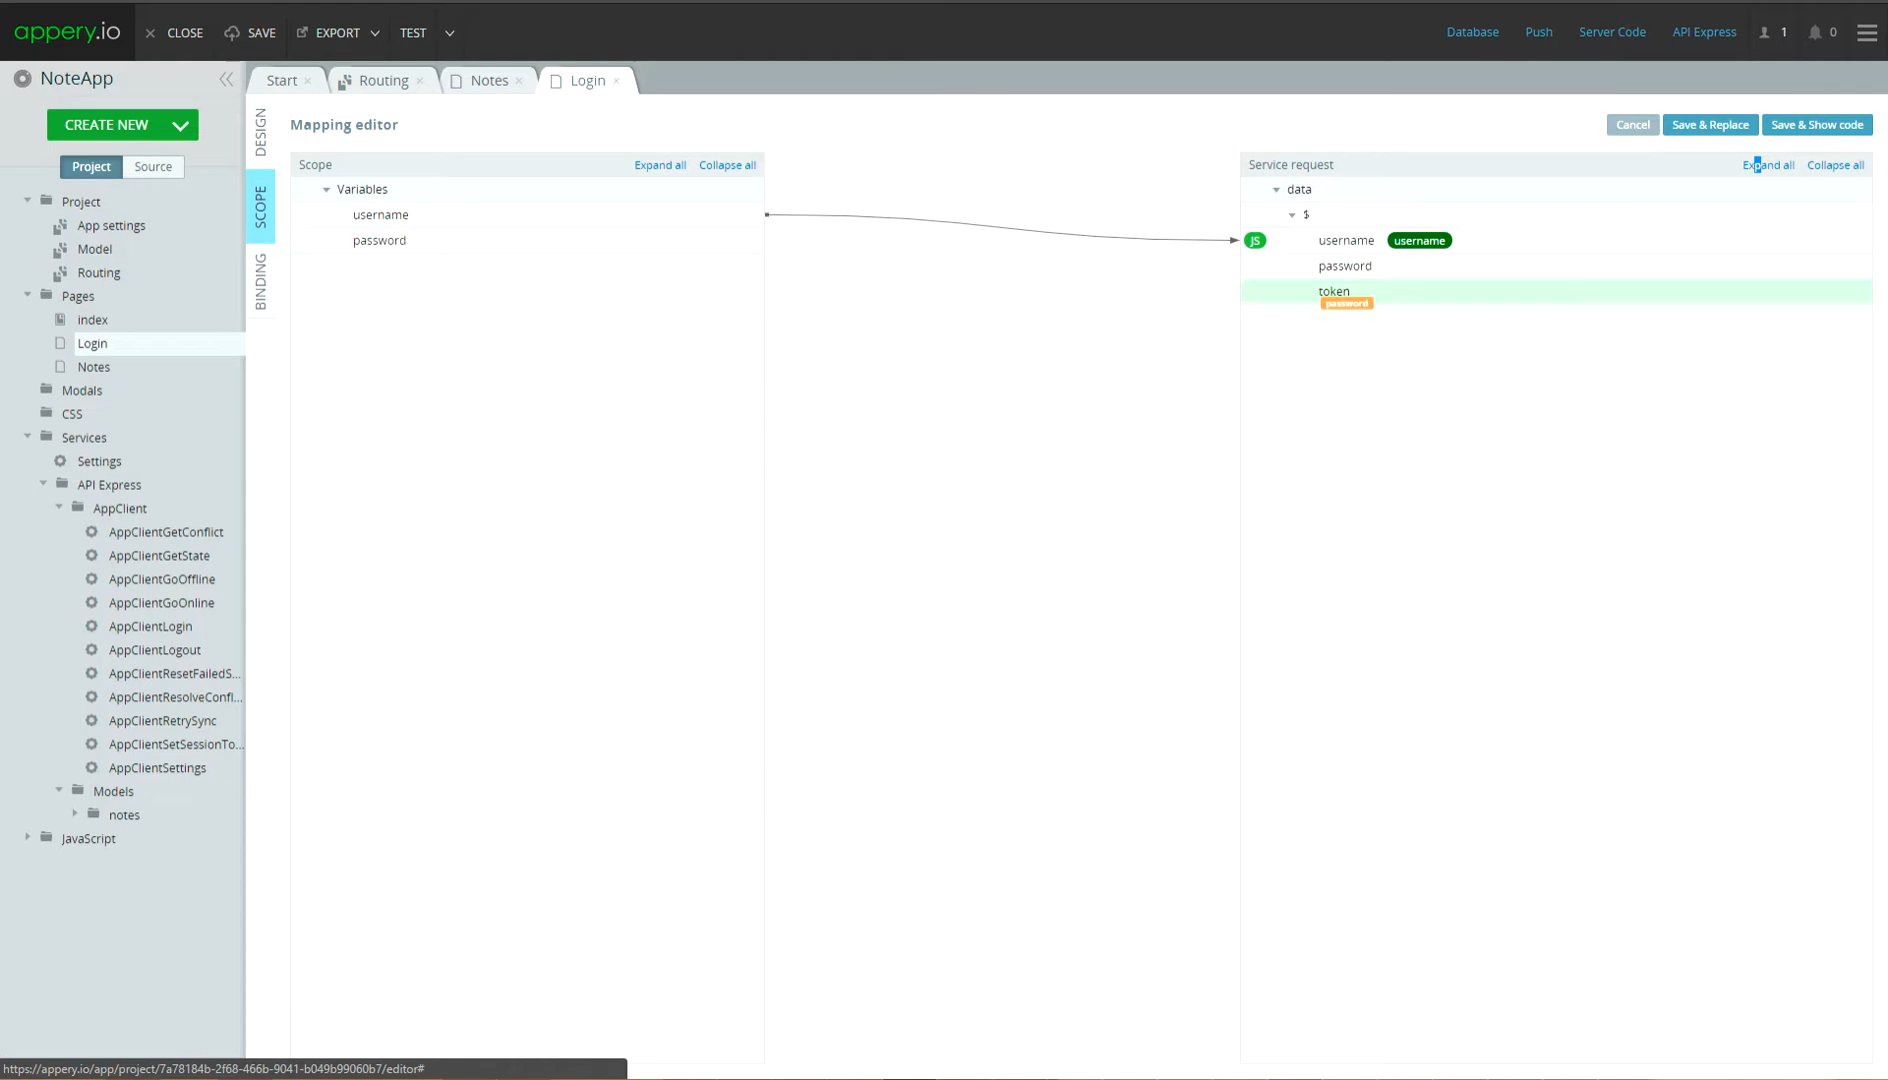 appery.io
CLOSE
SAVE
EXPORT
TEST
Database
Push
Server Code
API Express
1
0
NoteApp
Start
Routing
Notes
Login
CREATE NEW
Project
Source
Project
App settings
Model
Routing
Pages
index
Login
Notes
Modals
CSS
Services
Settings
API Express
AppClient
AppClientGetConflict
AppClientGetState
AppClientGoOffline
AppClientGoOnline
AppClientLogin
AppClientLogout
AppClientResetFailedS...
AppClientResolveConfl...
AppClientRetrySync
AppClientSetSessionTo...
AppClientSettings
Models
notes
JavaScript
DESIGN
SCOPE
BINDING
Mapping editor
Cancel
Save & Replace
Save & Show code
Scope
Expand all
Collapse all
Variables
username
password
Service request
Expand all
Collapse all
data
$
JS
username
username
password
token
password
https://appery.io/app/project/7a78184b-2f68-466b-9041-b049b99060b7/editor#